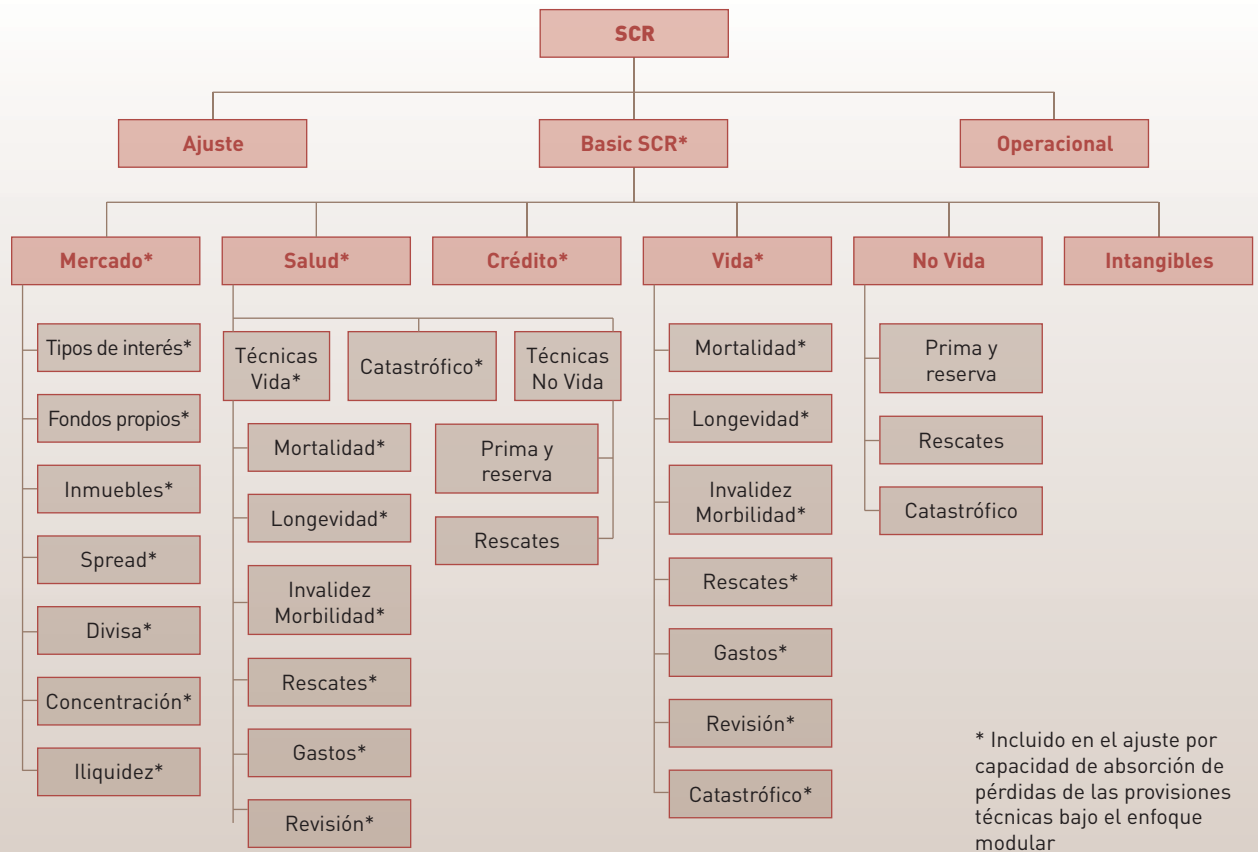 SCR
Ajuste
Basic SCR*
Operacional
Mercado*
Salud*
Crédito*
Vida*
No Vida
Intangibles
Tipos de interés*
Fondos propios*
Inmuebles*
Spread*
Divisa*
Concentración*
Iliquidez*
Técnicas
Vida*
Catastrófico*
Técnicas
No Vida
Mortalidad*
Longevidad*
Invalidez
Morbilidad*
Rescates*
Gastos*
Revisión*
Prima y
reserva
Rescates
Mortalidad*
Longevidad*
Invalidez
Morbilidad*
Rescates*
Gastos*
Revisión*
Catastrófico*
Prima y
reserva
Rescates
Catastrófico
* Incluido en el ajuste por
capacidad de absorción de
pérdidas de las provisiones
técnicas bajo el enfoque
modular